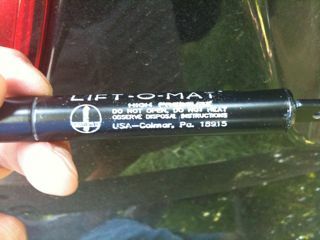 LIFT-O-MAT
HIGH PRESSURE
DO NOT OPEN, DO NOT HEAT
OBSERVE DISPOSAL INSTRUCTIONS
USA-Colmar, Pa. 18915